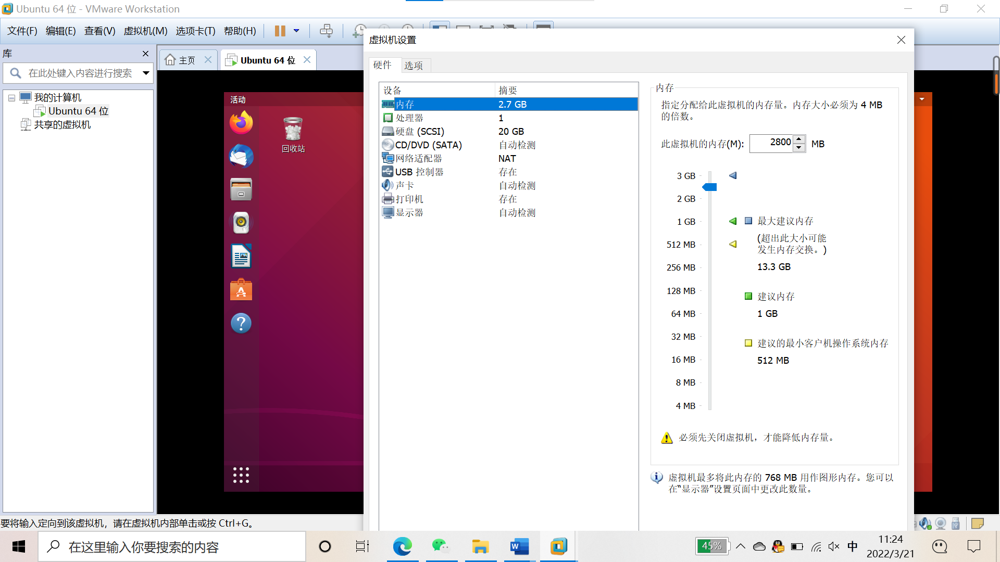 Ubuntu 64 位 - VMware Workstation
文件(F) 编辑(E) 查看(V) 虚拟机(M) 选项卡(T) 帮助(H)
虚拟机设置
库
主页
Ubuntu 64 位
硬件 选项
在此处键入内容进行搜索
我的计算机
Ubuntu 64 位
共享的虚拟机
活动
回收站
设备 摘要
内存 2.7 GB
处理器 1
硬盘 (SCSI) 20 GB
CD/DVD (SATA) 自动检测
网络适配器 NAT
USB 控制器 存在
声卡 自动检测
打印机 存在
显示器 自动检测
内存
指定分配给此虚拟机的内存量。内存大小必须为 4 MB
的倍数。
此虚拟机的内存(M): 2800 MB
3 GB
2 GB
1 GB
512 MB
256 MB
128 MB
64 MB
32 MB
16 MB
8 MB
4 MB
最大建议内存
(超出此大小可能
发生内存交换。)
13.3 GB
建议内存
1 GB
建议的最小客户机操作系统内存
512 MB
必须先关闭虚拟机，才能降低内存量。
虚拟机最多将此内存的 768 MB 用作图形内存。您可以
在“显示器”设置页面中更改此数量。
要将输入定向到该虚拟机，请在虚拟机内部单击或按 Ctrl+G。
在这里输入你要搜索的内容
45%
中
11:24
2022/3/21